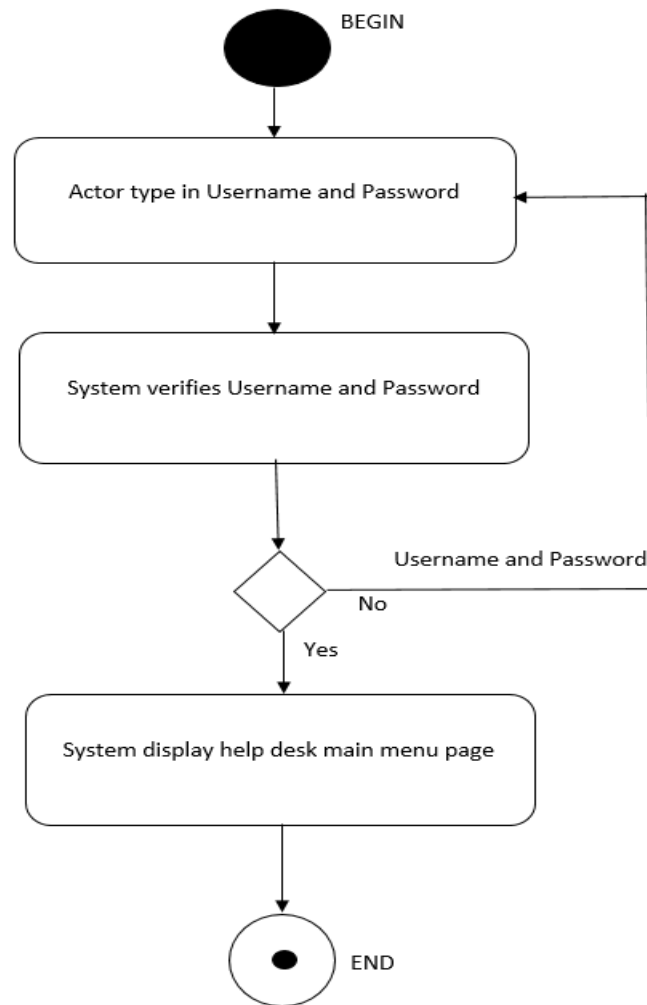 BEGIN
Actor type in Username and Password
System verifies Username and Password
Username and Password
No
Yes
System display help desk main menu page
END